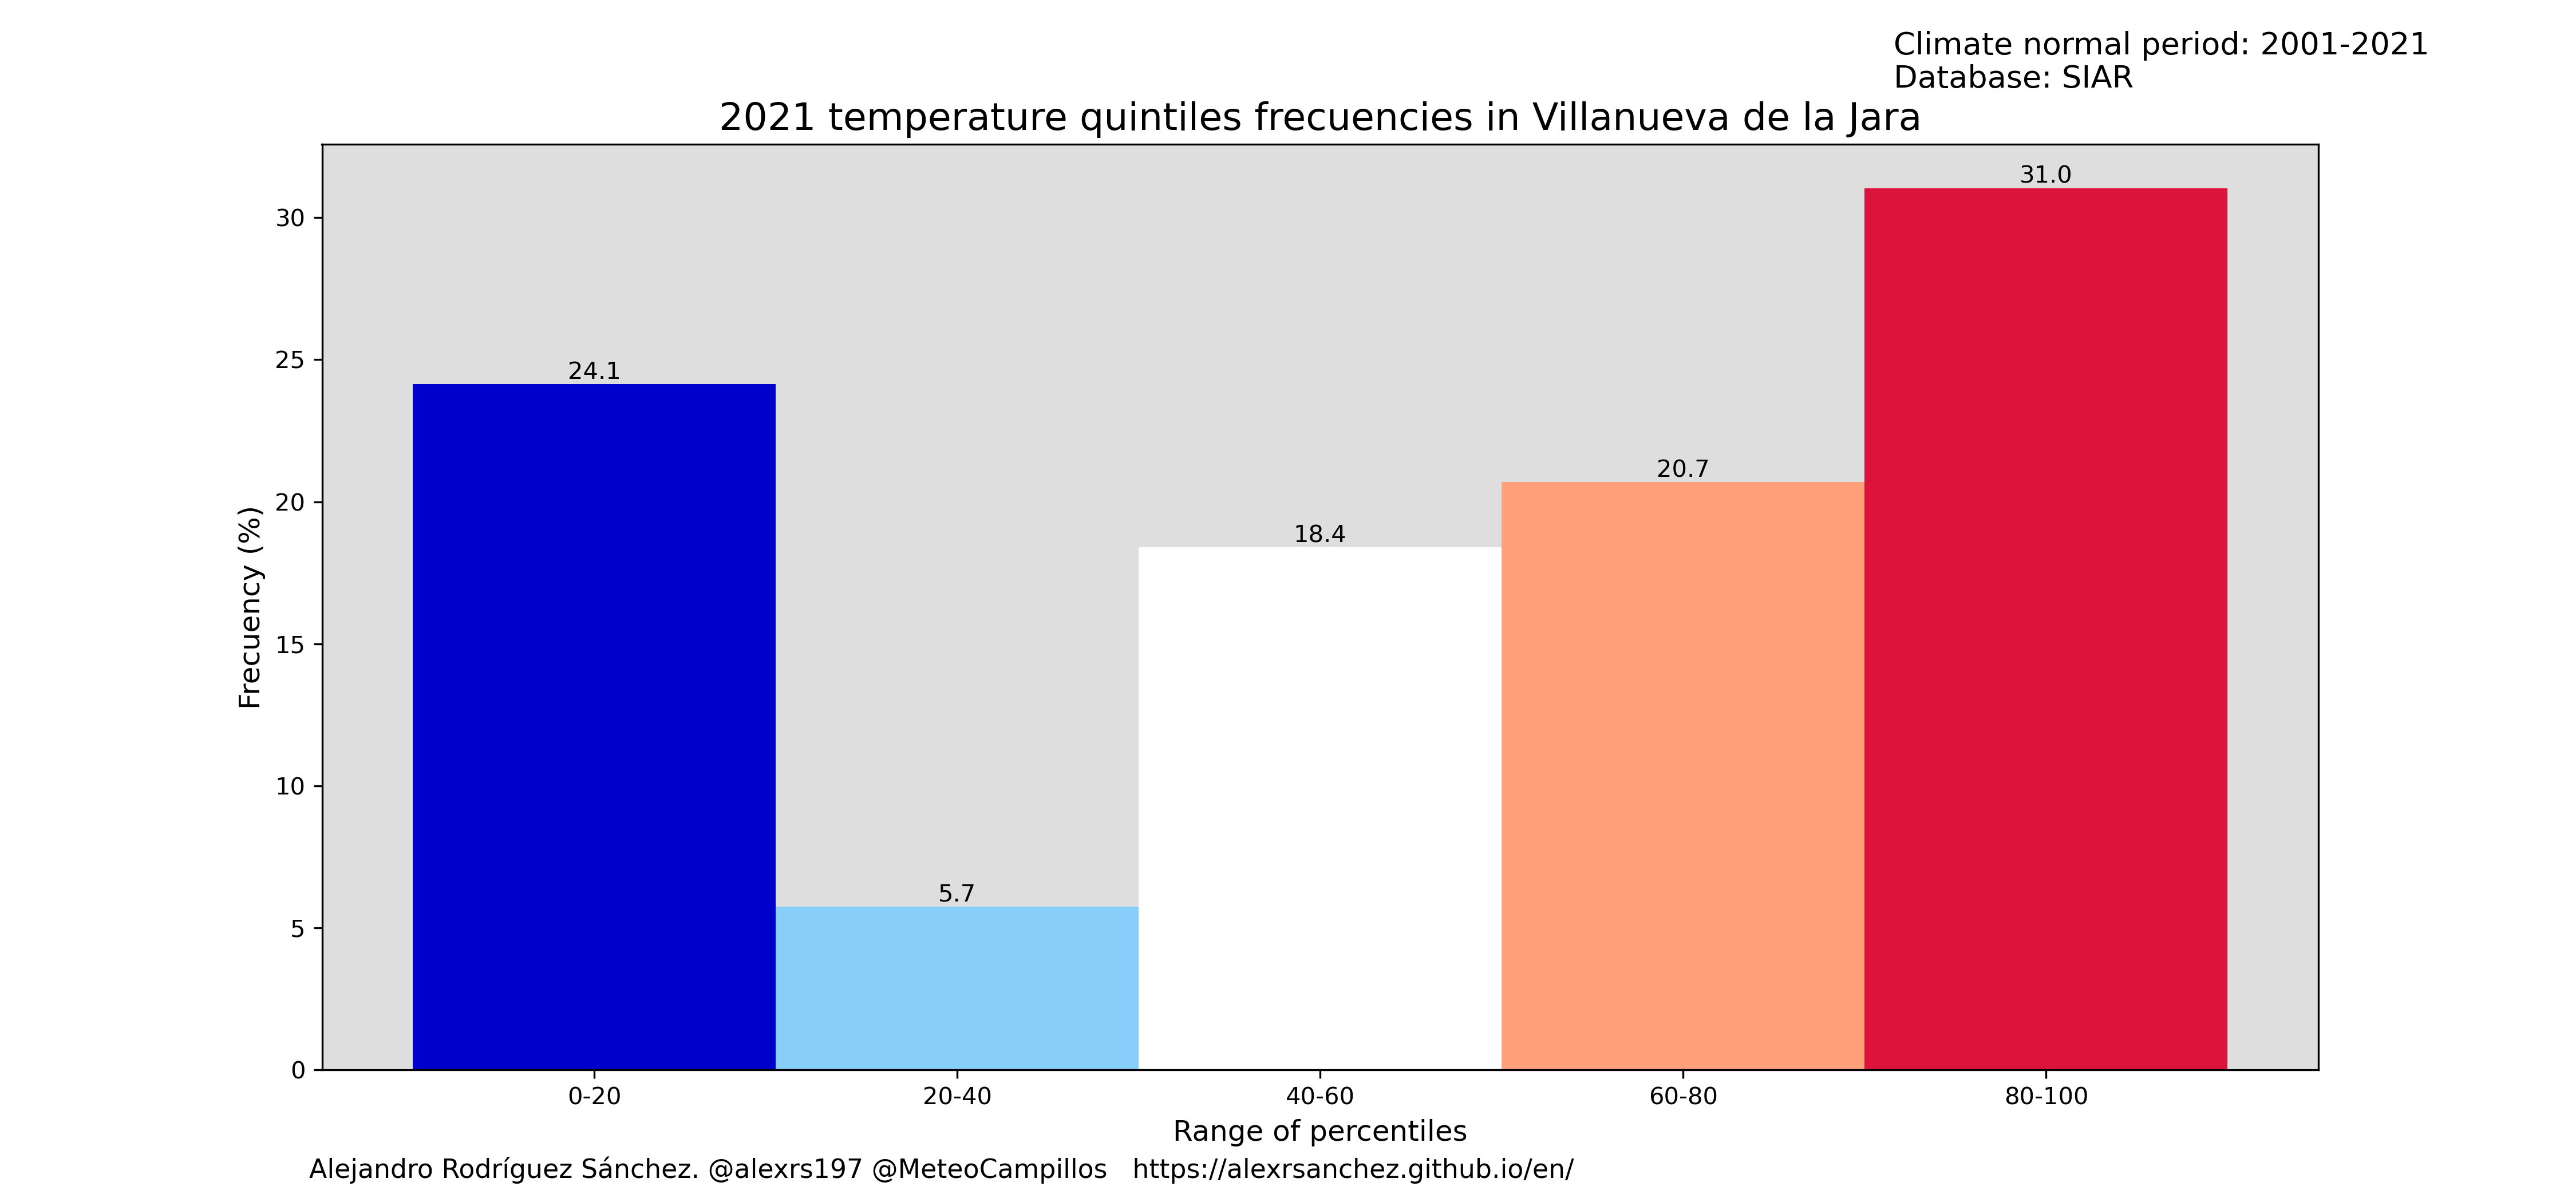 Climate normal period: 2001-2021
Database: SIAR
2021 temperature quintiles frecuencies in Villanueva de la Jara
Frecuency (%)
30
25
20
15
10
5
0
24.1
5.7
18.4
20.7
31.0
0-20
20-40
40-60
60-80
80-100
Range of percentiles
Alejandro Rodríguez Sánchez. @alexrs197 @MeteoCampillos   https://alexrsanchez.github.io/en/